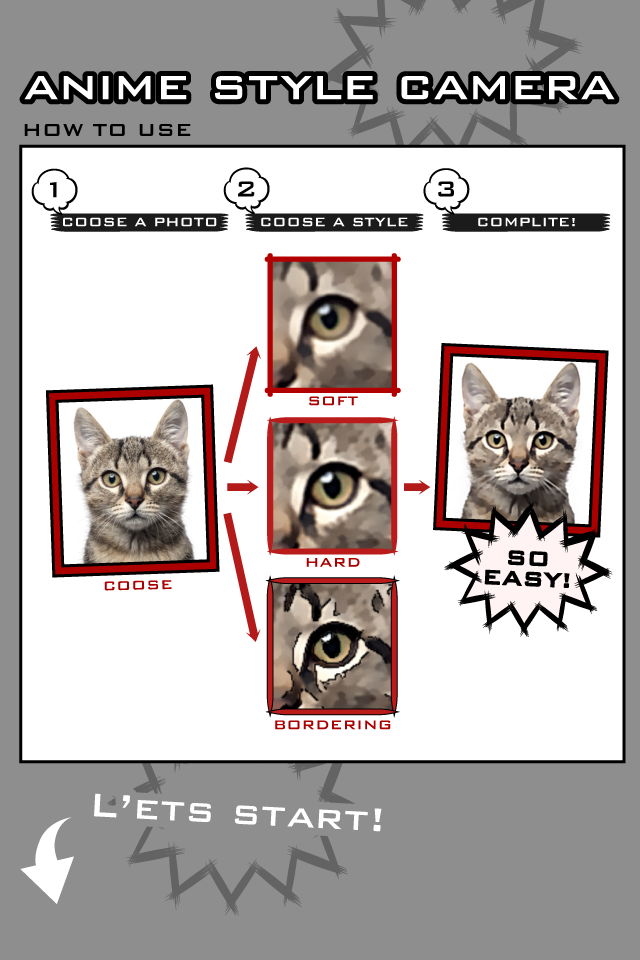 ANIME STYLE CAMERA
HOW TO USE
1
COOSE A PHOTO
2
COOSE A STYLE
3
COMPLITE!
SOFT
HARD
BORDERING
COOSE
SO
EASY!
L'ETS START!